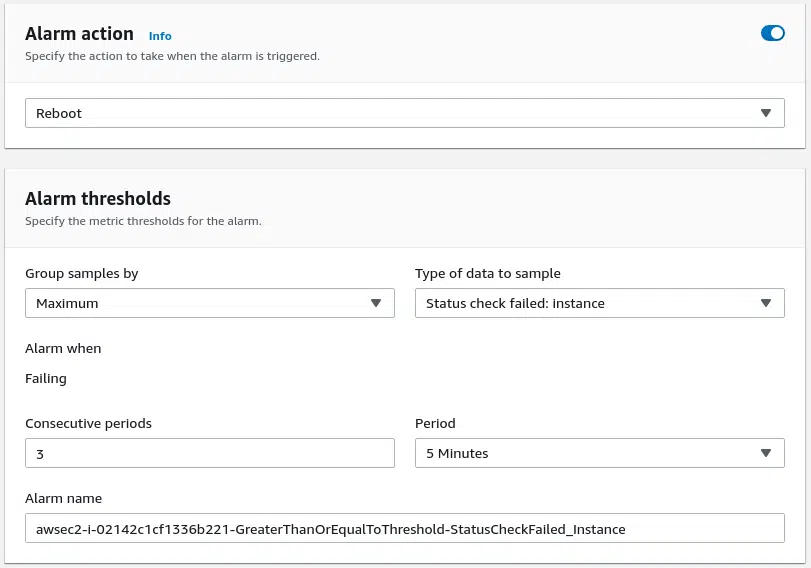 Alarm action Info
Specify the action to take when the alarm is triggered.
Reboot
Alarm thresholds
Specify the metric thresholds for the alarm.
Group samples by
Type of data to sample
Maximum
Status check failed: instance
Alarm when
Failing
Consecutive periods
Period
3
5 Minutes
Alarm name
awsec2-i-02142c1cf1336b221-GreaterThanOrEqualToThreshold-StatusCheckFailed_Instance